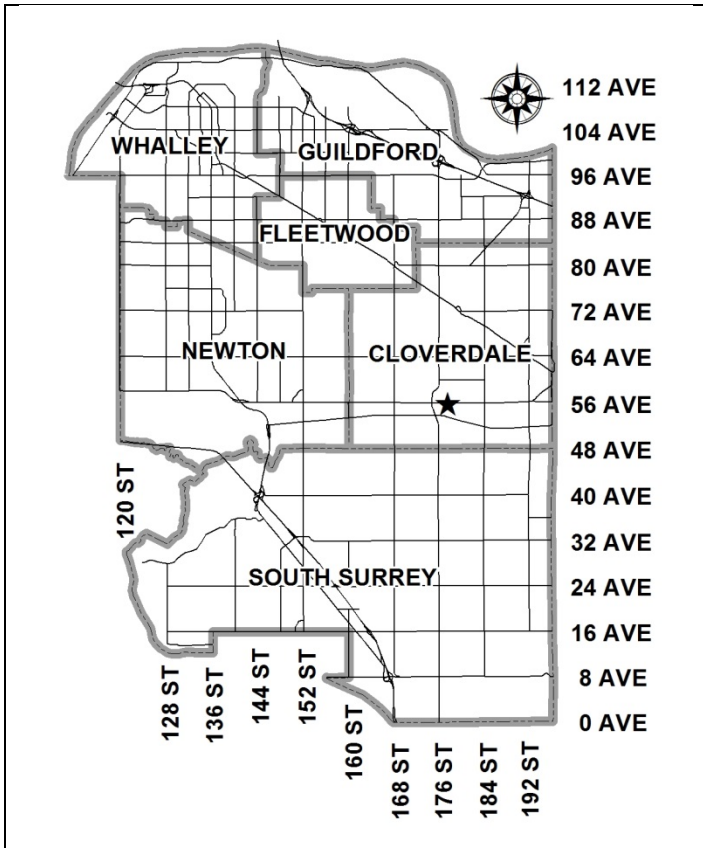 112 AVE
104 AVE
WHALLEY
GUILDFORD
96 AVE
88 AVE
FLEETWOOD
80 AVE
72 AVE
NEWTON
CLOVERDALE
64 AVE
56 AVE
48 AVE
120 ST
40 AVE
32 AVE
SOUTH SURREY
24 AVE
16 AVE
128 ST
136 ST
144 ST
152 ST
160 ST
8 AVE
0 AVE
168 ST
176 ST
184 ST
192 ST